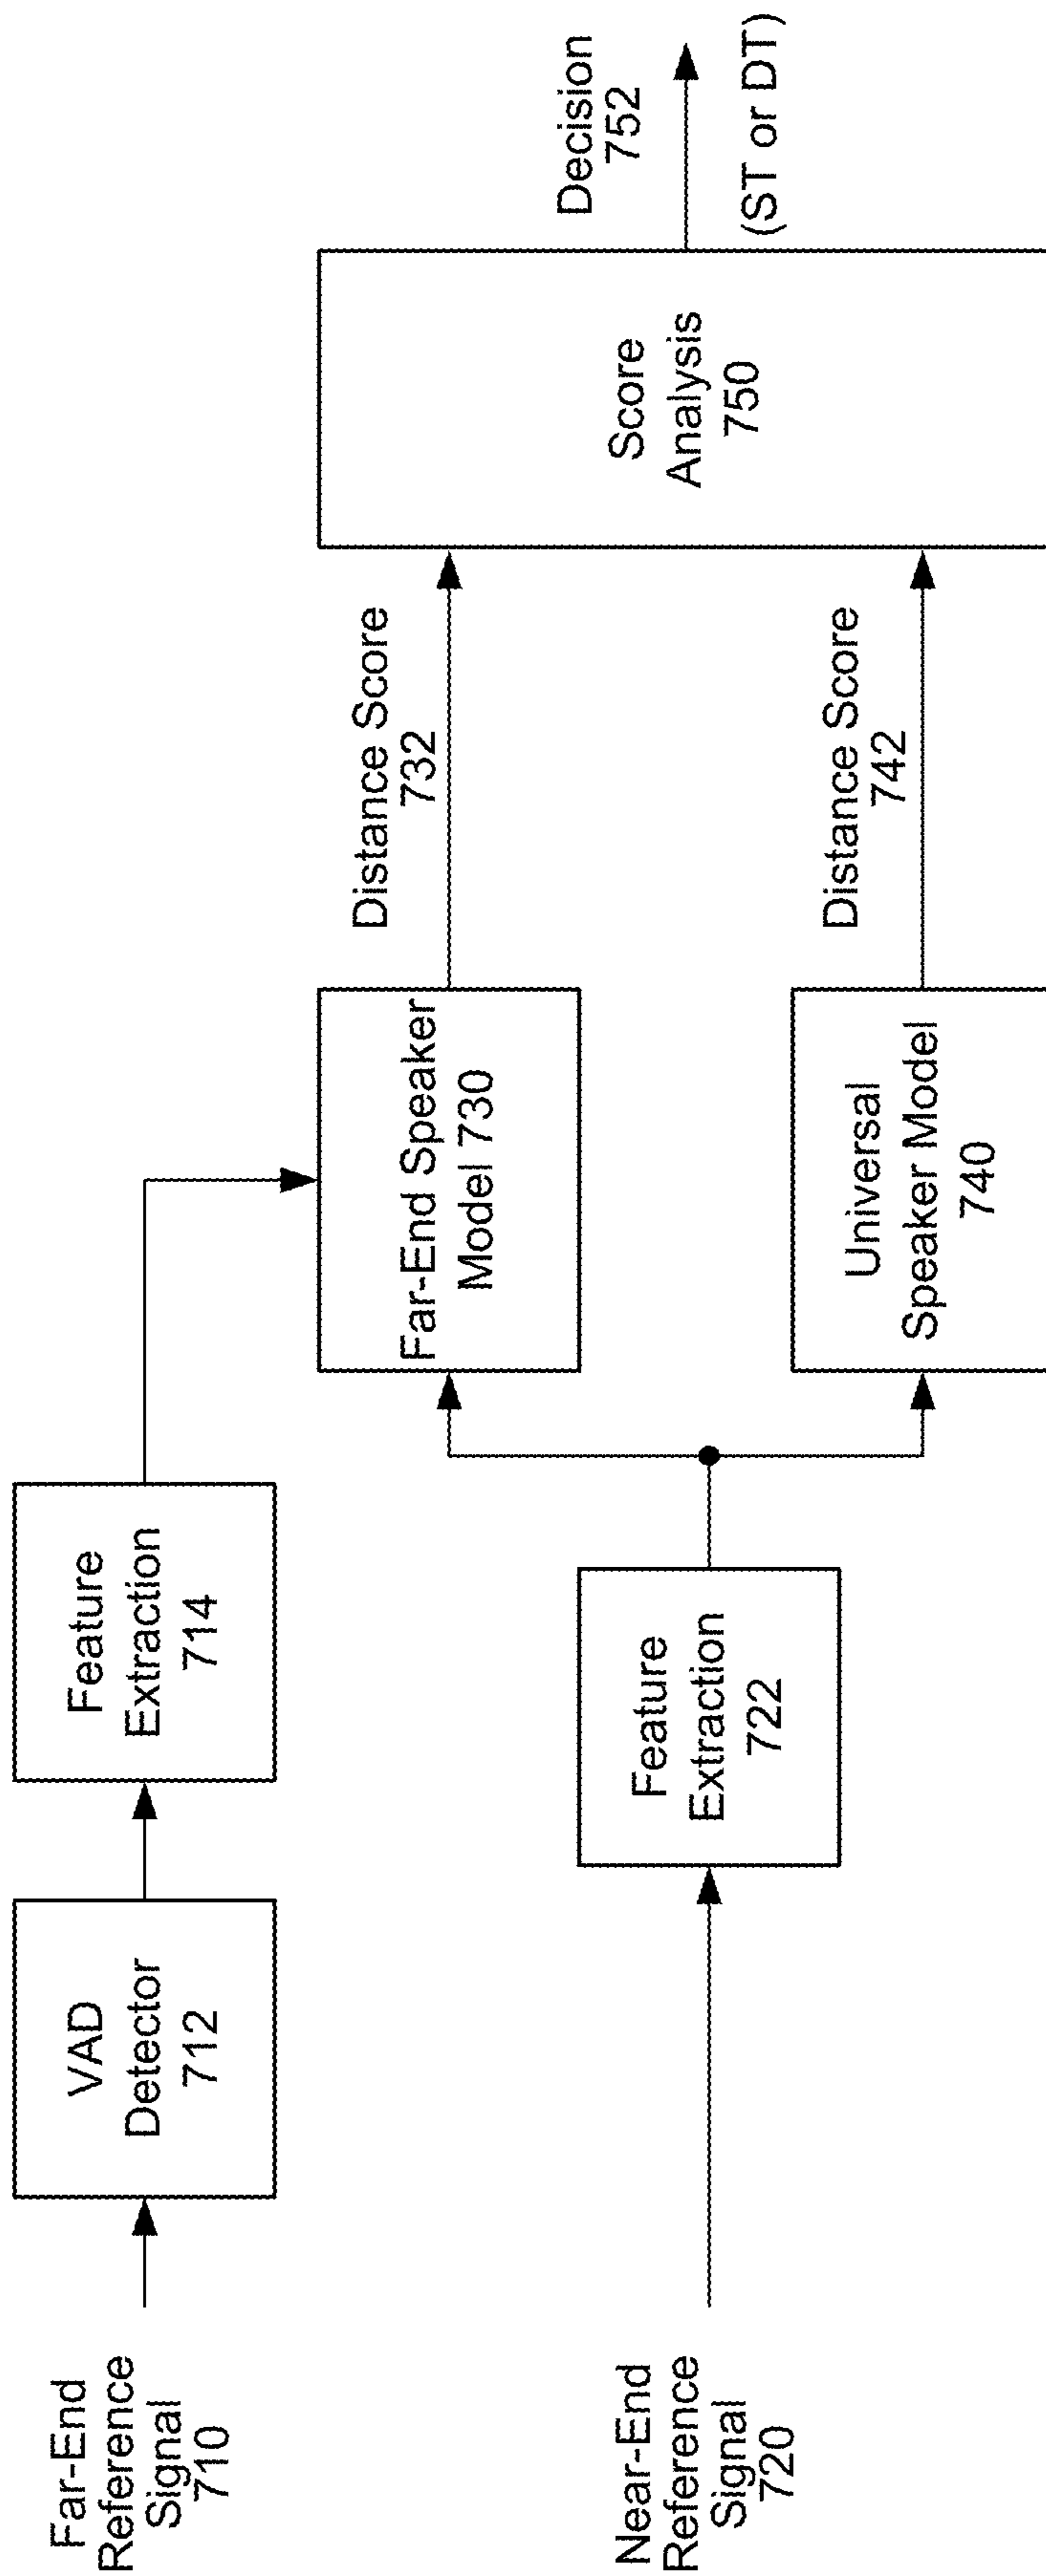 Far-End
Reference
Signal
710
VAD
Detector
712
Feature
Extraction
714
Near-End
Reference
Signal
720
Feature
Extraction
722
Far-End Speaker
Model 730
Universal
Speaker Model
740
Distance Score
732
Distance Score
742
Score
Analysis
750
Decision
752
(ST or DT)